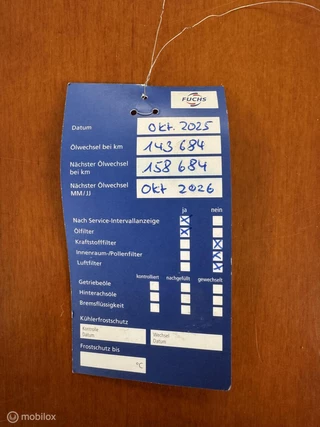 FUCHS
Datum Okt. 2025
Ölwechsel bei km 143 684
Nächster Ölwechsel bei km 158 684
Nächster Ölwechsel MM/JJ Okt 2026
ja nein
Nach Service-Intervallanzeige
Ölfilter
Kraftstofffilter
Innenraum-/Pollenfilter
Luftfilter
kontrolliert nachgefüllt gewechselt
Getriebeöle
Hinterachsöle
Bremsflüssigkeit
Kühlerfrostschutz
Kontrolle Datum Wechsel Datum
Frostschutz bis °C
© mobilox